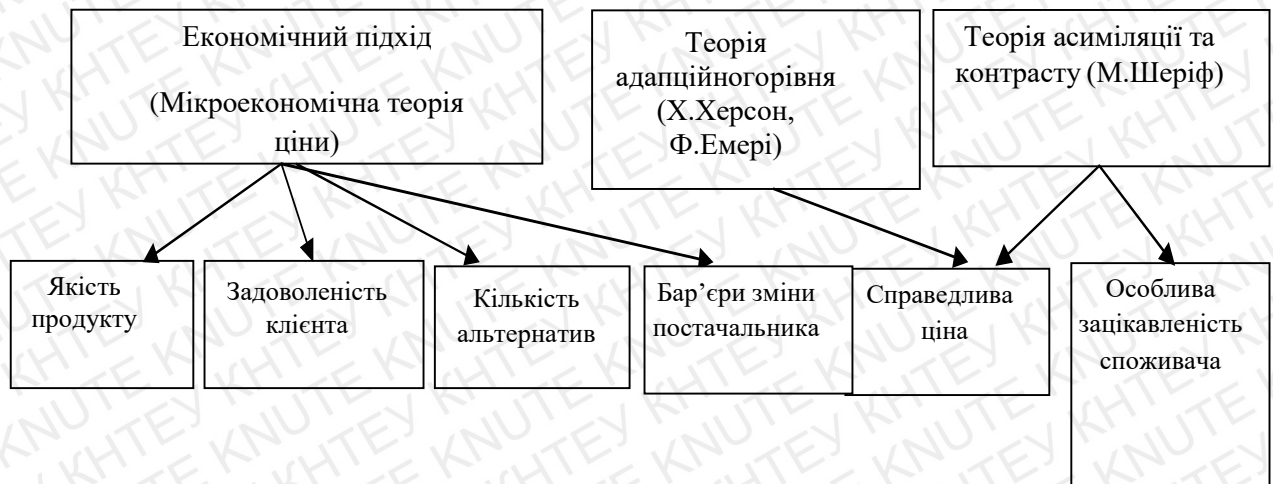 Економічний підхід
(Мікроекономічна теорія
ціни)
Теорія
адапційногорівня
(Х.Херсон,
Ф.Емері)
Теорія асиміляції та
контрасту (М.Шеріф)
Якість
продукту
Задоволеність
клієнта
Кількість
альтернатив
Бар’єри зміни
постачальника
Справедлива
ціна
Особлива
зацікавленість
споживача